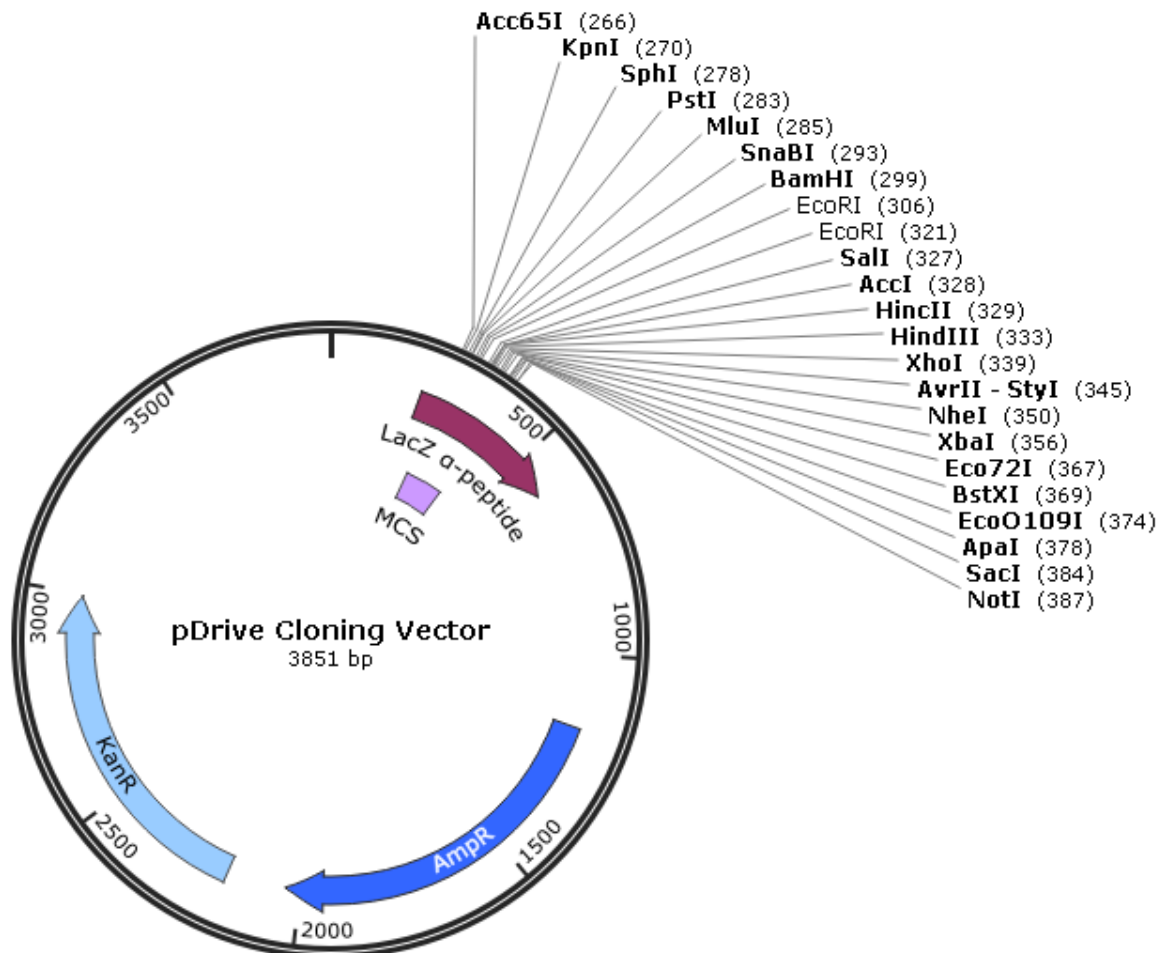 Acc65I (266)
KpnI (270)
SphI (278)
PstI (283)
MluI (285)
SnaBI (293)
BamHI (299)
EcoRI (306)
EcoRI (321)
SalI (327)
AccI (328)
HincII (329)
HindIII (333)
XhoI (339)
AvrII - StyI (345)
NheI (350)
XbaI (356)
Eco72I (367)
BstXI (369)
EcoO109I (374)
ApaI (378)
SacI (384)
NotI (387)
3500
500
LacZ α-peptide
MCS
3000
1000
pDrive Cloning Vector
3851 bp
KanR
2500
AmpR
1500
2000